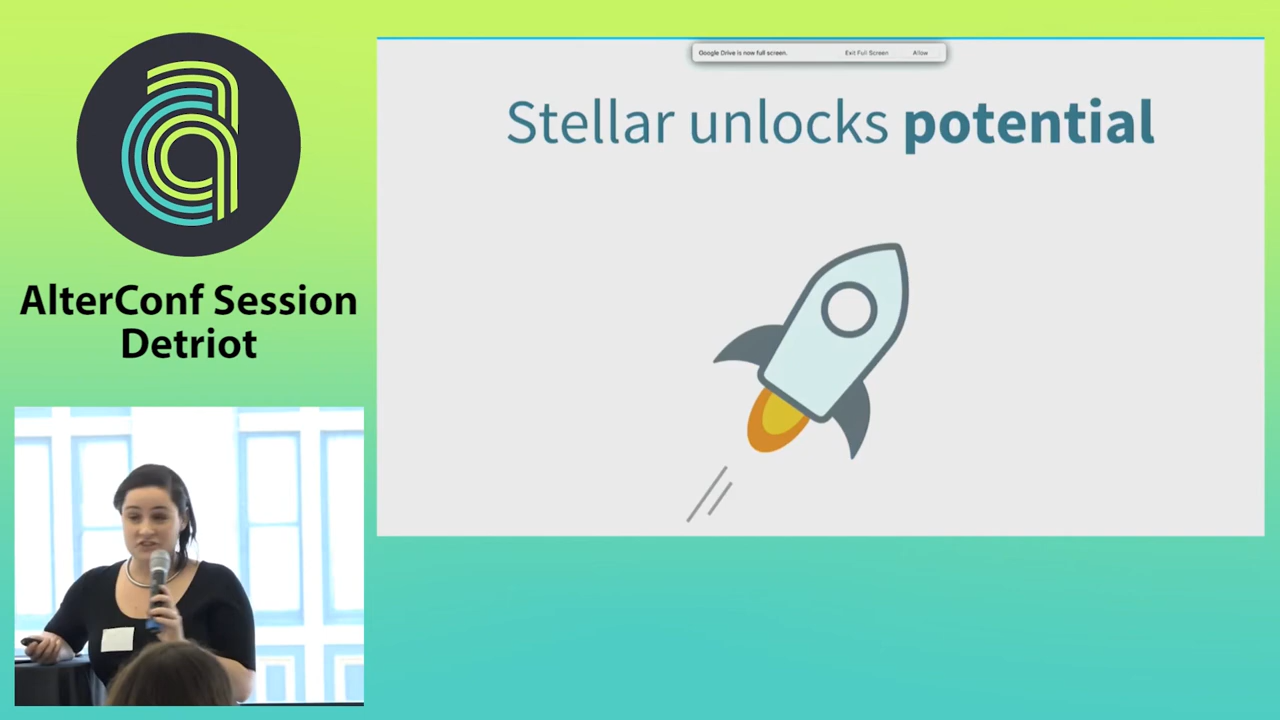 AlterConf Session
Detriot
Google Drive is now full screen. Exit Full Screen Allow
Stellar unlocks potential